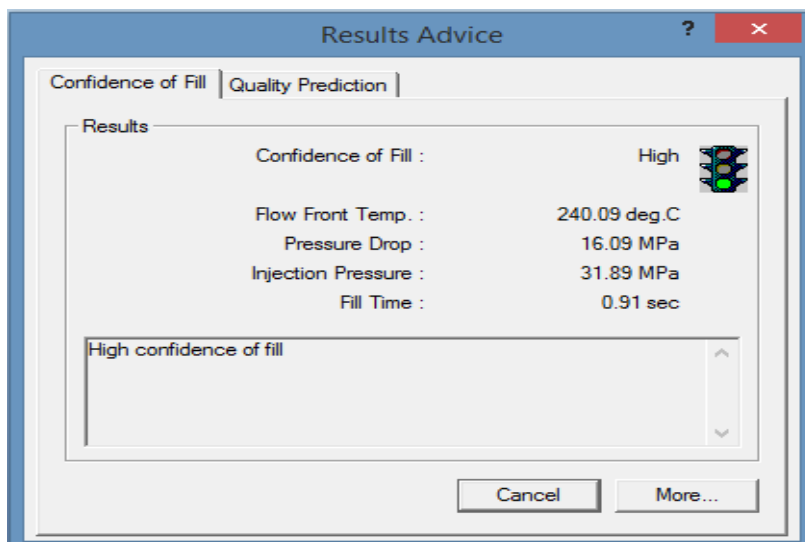 Results Advice ?
Confidence of Fill Quality Prediction
Results
Confidence of Fill : High
Flow Front Temp. : 240.09 deg.C
Pressure Drop : 16.09 MPa
Injection Pressure : 31.89 MPa
Fill Time : 0.91 sec
High confidence of fill
Cancel More...